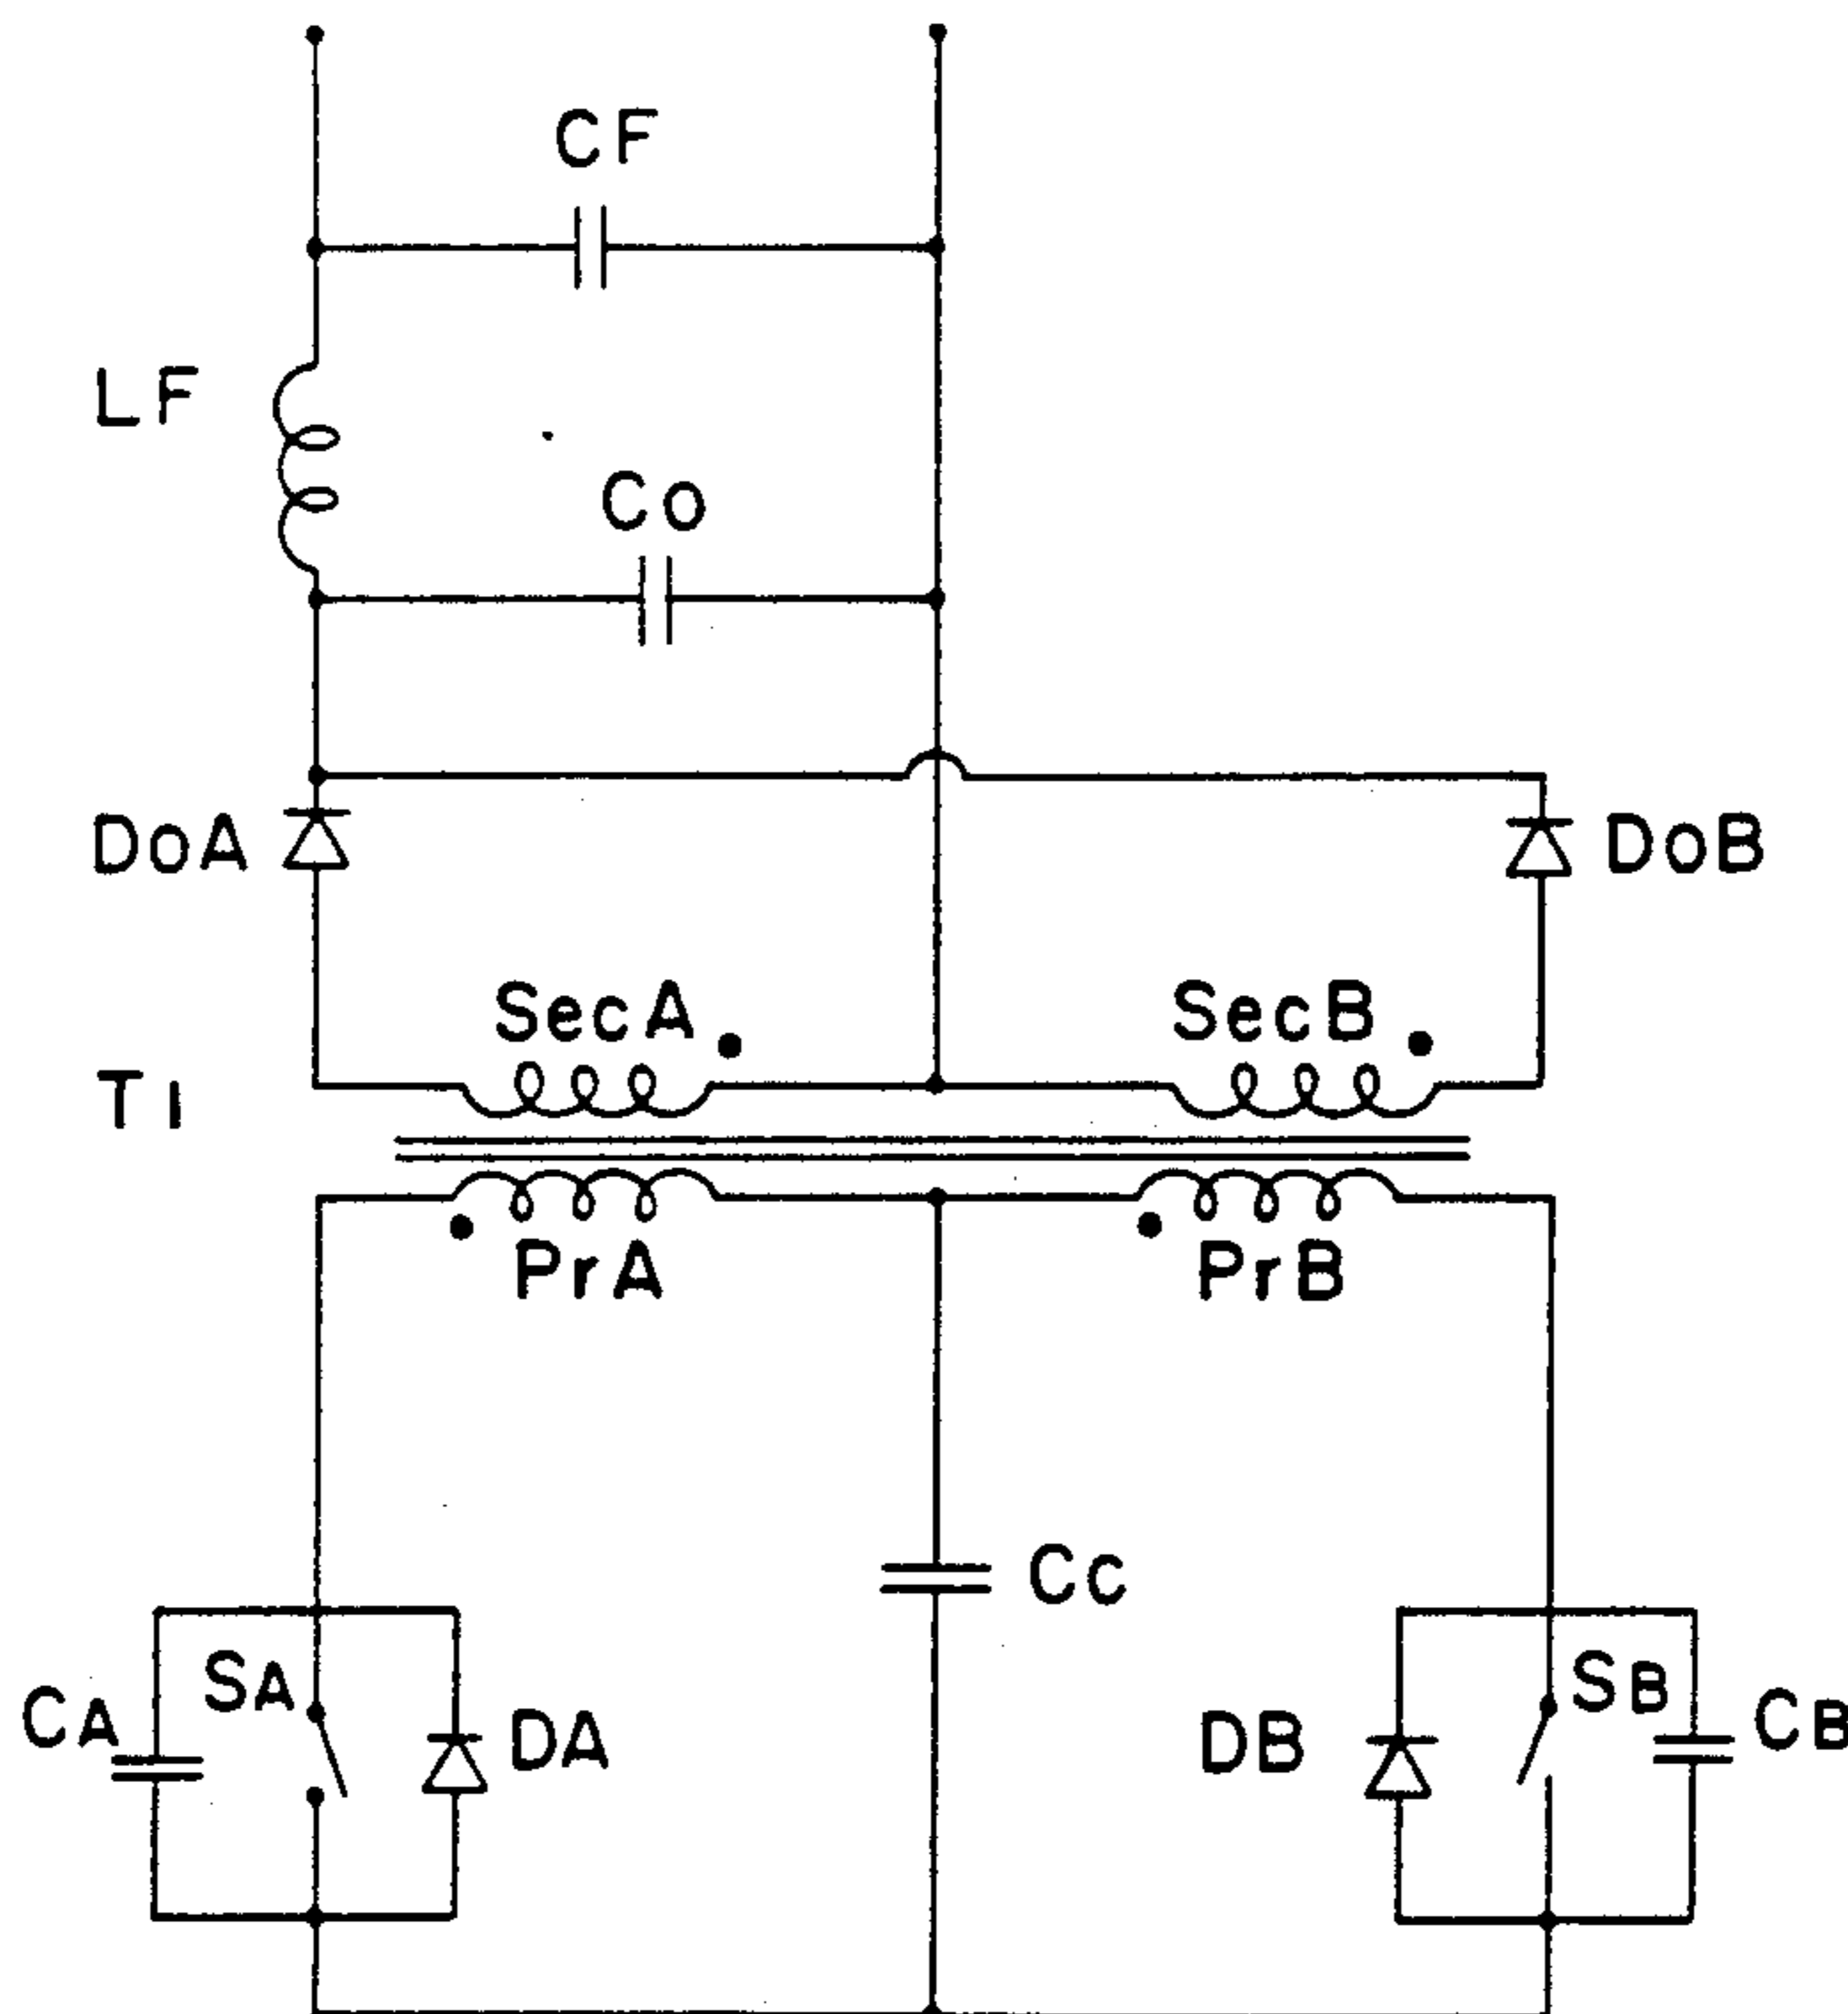 CF
LF
Co
DoA
DoB
SecA
SecB
T1
PrA
PrB
Cc
SA
SB
CA
DA
DB
CB